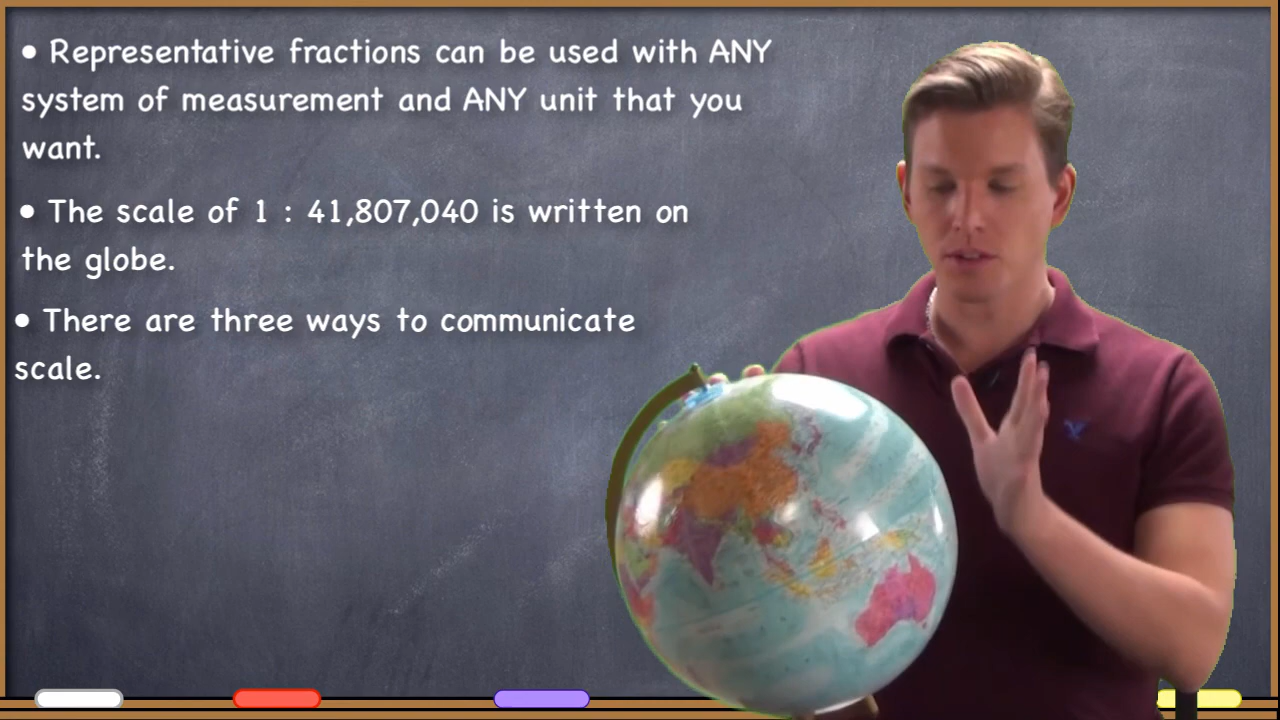 • Representative fractions can be used with ANY
system of measurement and ANY unit that you
want.
• The scale of 1 : 41,807,040 is written on
the globe.
• There are three ways to communicate
scale.